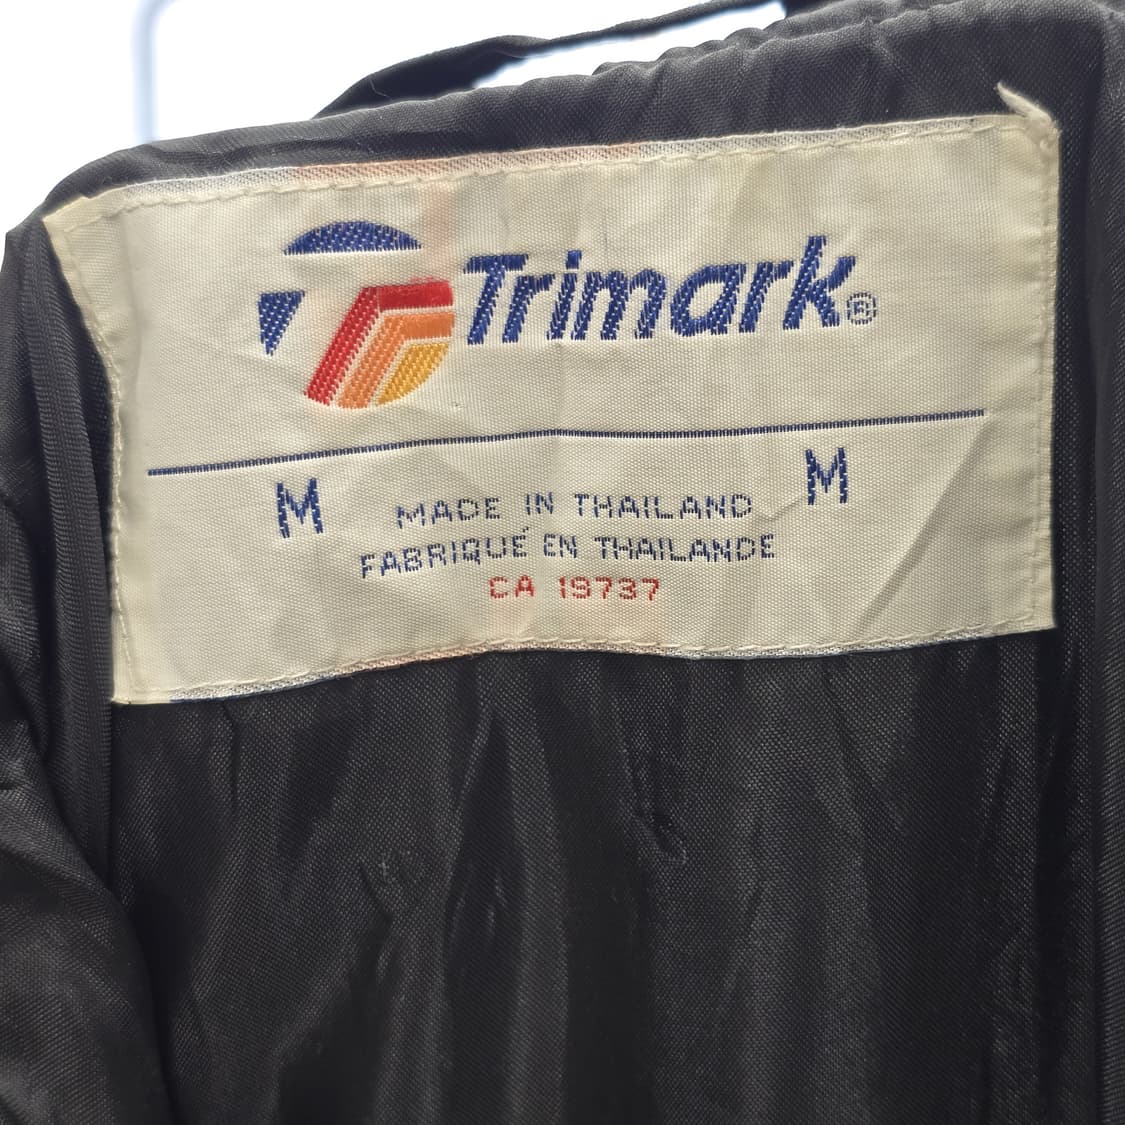 Trimark®
M M
MADE IN THAILAND
FABRIQUÉ EN THAILANDE
CA 19737